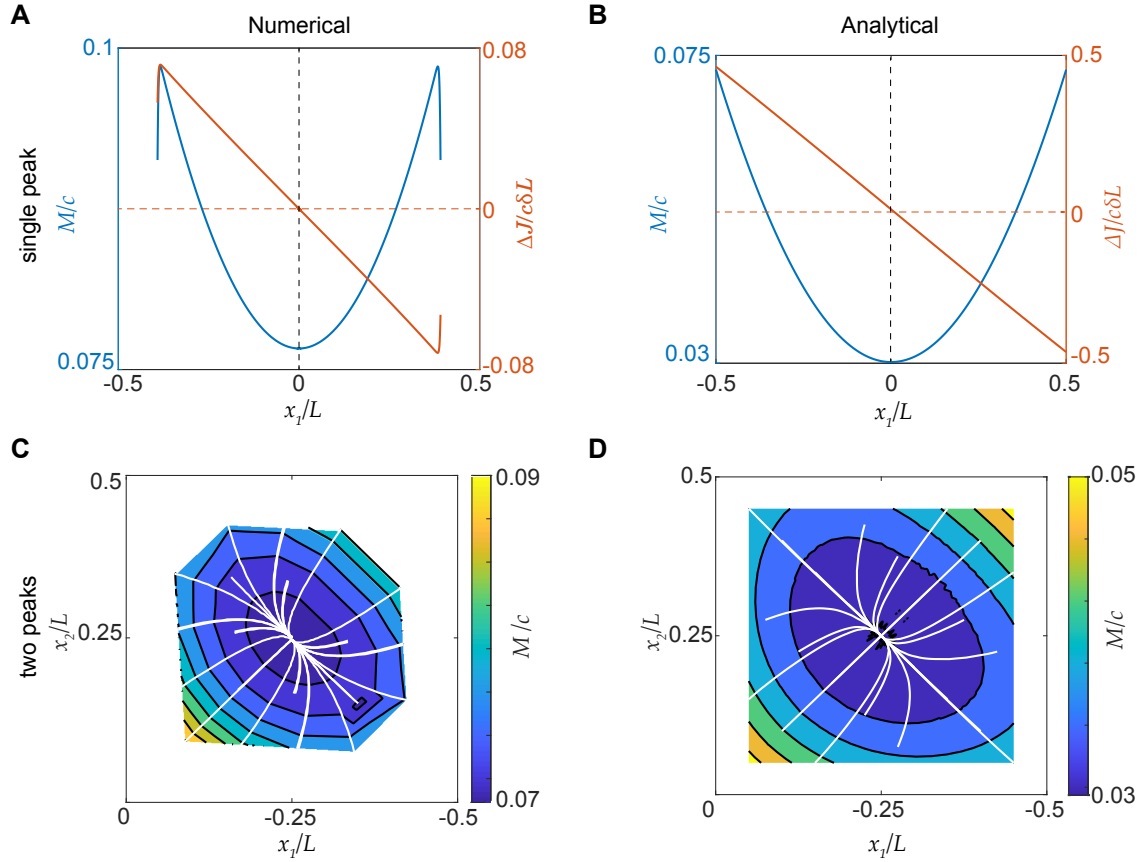 A
Numerical
B
Analytical
single peak
0.1
M/c
0.075
0.08
0
-0.08
ΔJ/cδL
-0.5
0
0.5
x₁/L
0.075
M/c
0.03
0.5
0
-0.5
ΔJ/cδL
-0.5
0
0.5
x₁/L
C
D
two peaks
0.5
0.25
x₂/L
0
-0.25
-0.5
x₁/L
0.09
M/c
0.07
0.5
0.25
x₂/L
0
-0.25
-0.5
x₁/L
0.05
M/c
0.03